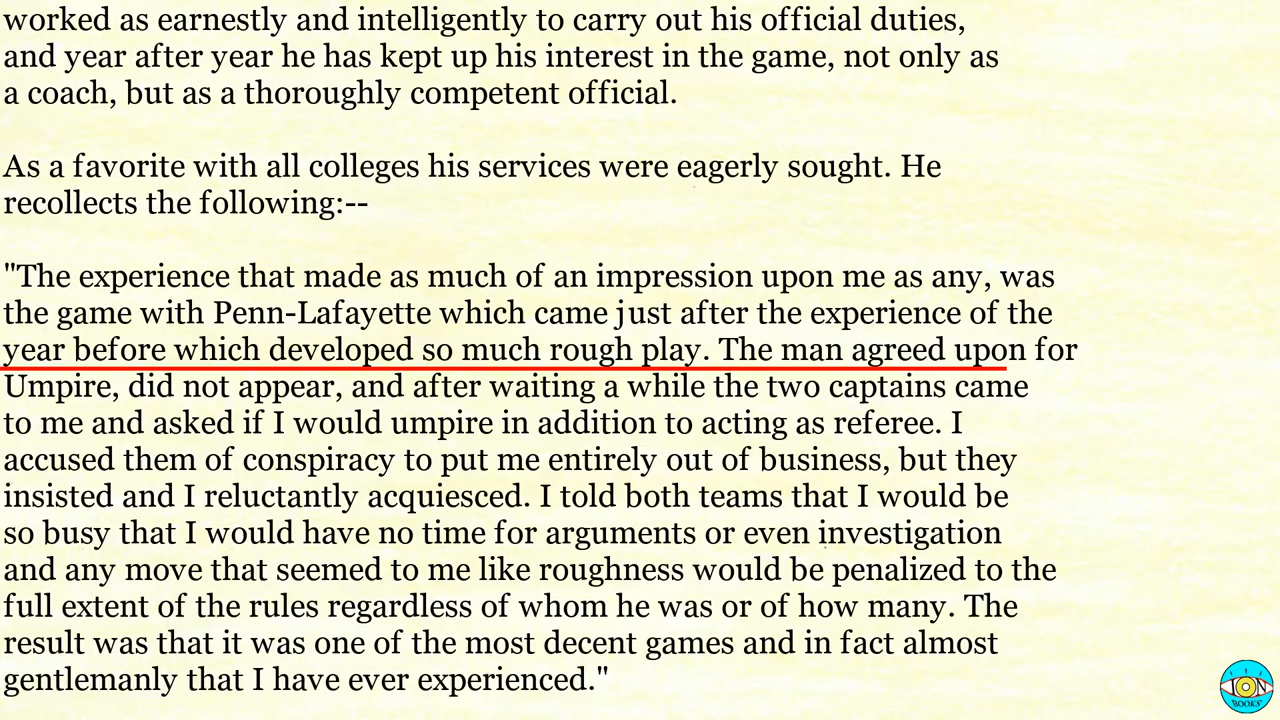 worked as earnestly and intelligently to carry out his official duties,
and year after year he has kept up his interest in the game, not only as
a coach, but as a thoroughly competent official.
As a favorite with all colleges his services were eagerly sought. He
recollects the following:--
"The experience that made as much of an impression upon me as any, was
the game with Penn-Lafayette which came just after the experience of the
year before which developed so much rough play. The man agreed upon for
Umpire, did not appear, and after waiting a while the two captains came
to me and asked if I would umpire in addition to acting as referee. I
accused them of conspiracy to put me entirely out of business, but they
insisted and I reluctantly acquiesced. I told both teams that I would be
so busy that I would have no time for arguments or even investigation
and any move that seemed to me like roughness would be penalized to the
full extent of the rules regardless of whom he was or of how many. The
result was that it was one of the most decent games and in fact almost
gentlemanly that I have ever experienced."
ION
BOOKS